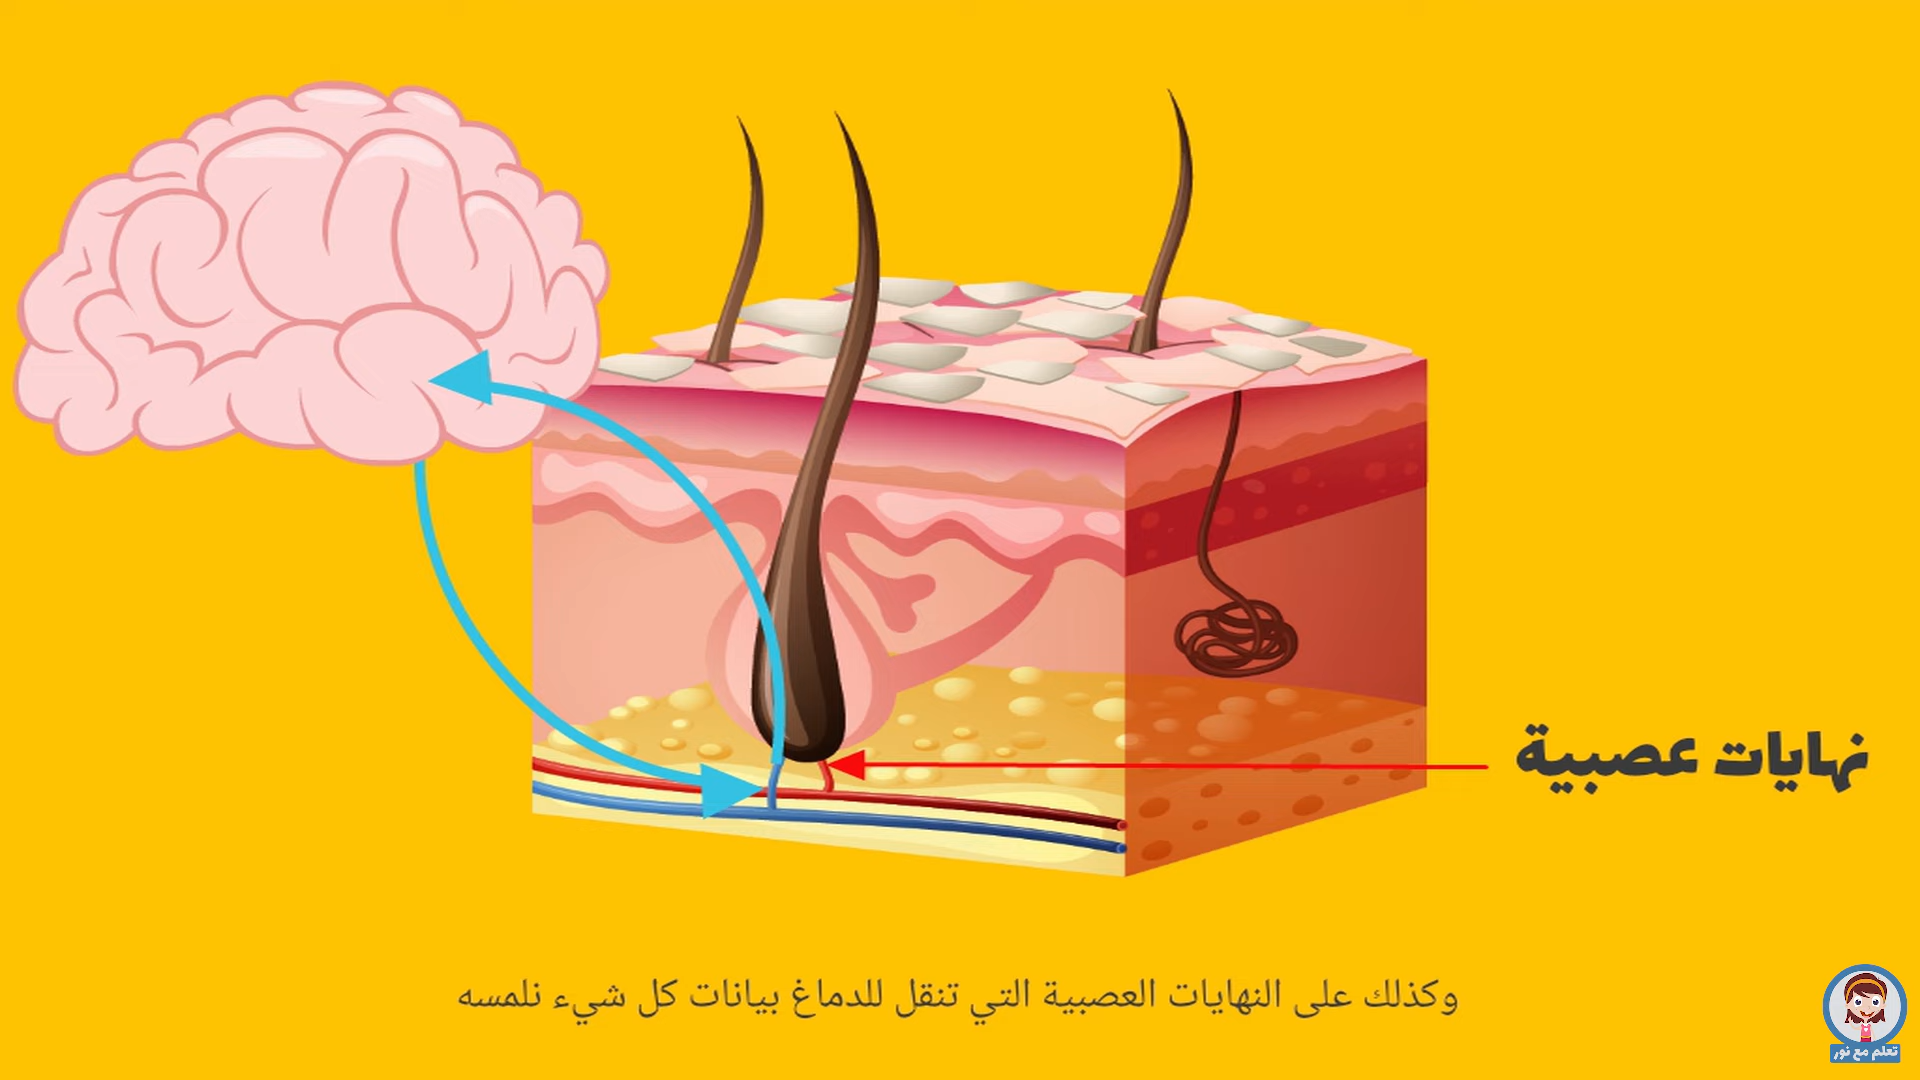 نهايات عصبية
وكذلك على النهايات العصبية التي تنقل للدماغ بيانات كل شيء نلمسه
تعلم مع نور